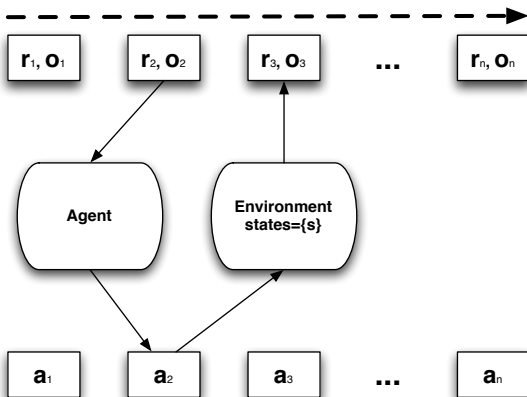 r₁, o₁ r₂, o₂ r₃, o₃ ... rₙ, oₙ
Agent
Environment
states={s}
a₁ a₂ a₃ ... aₙ